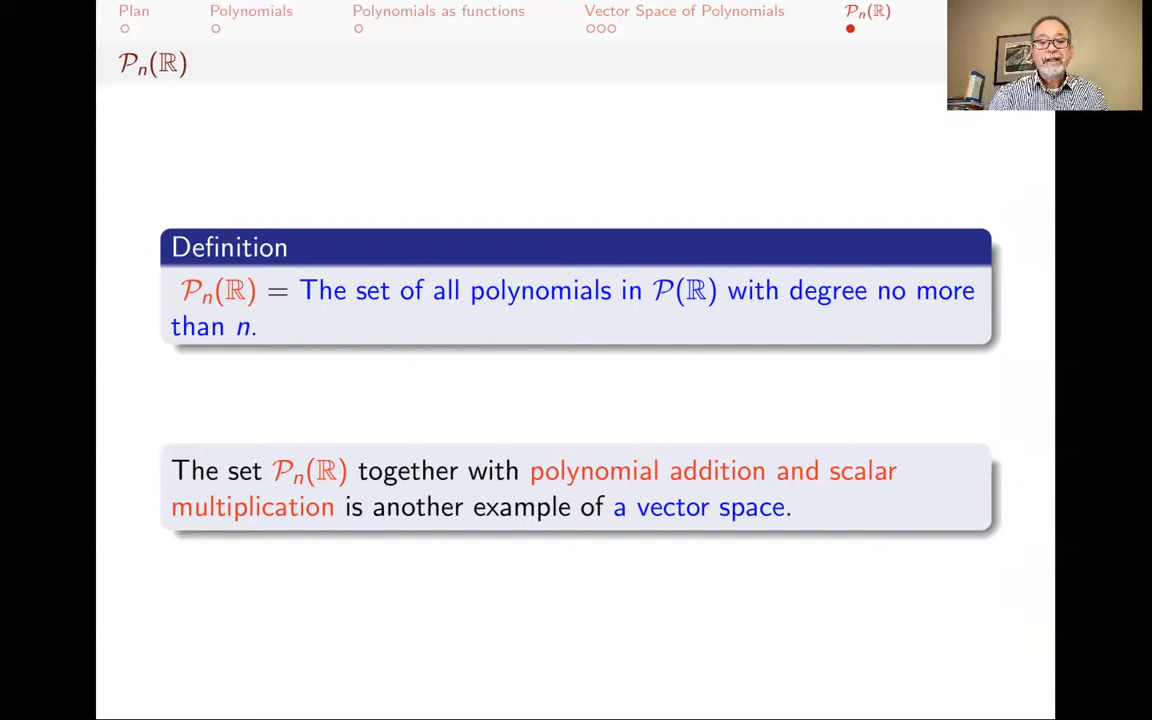 Plan Polynomials Polynomials as functions Vector Space of Polynomials 𝒫ₙ(ℝ)
𝒫ₙ(ℝ)
Definition
𝒫ₙ(ℝ) = The set of all polynomials in 𝒫(ℝ) with degree no more
than n.
The set 𝒫ₙ(ℝ) together with polynomial addition and scalar
multiplication is another example of a vector space.